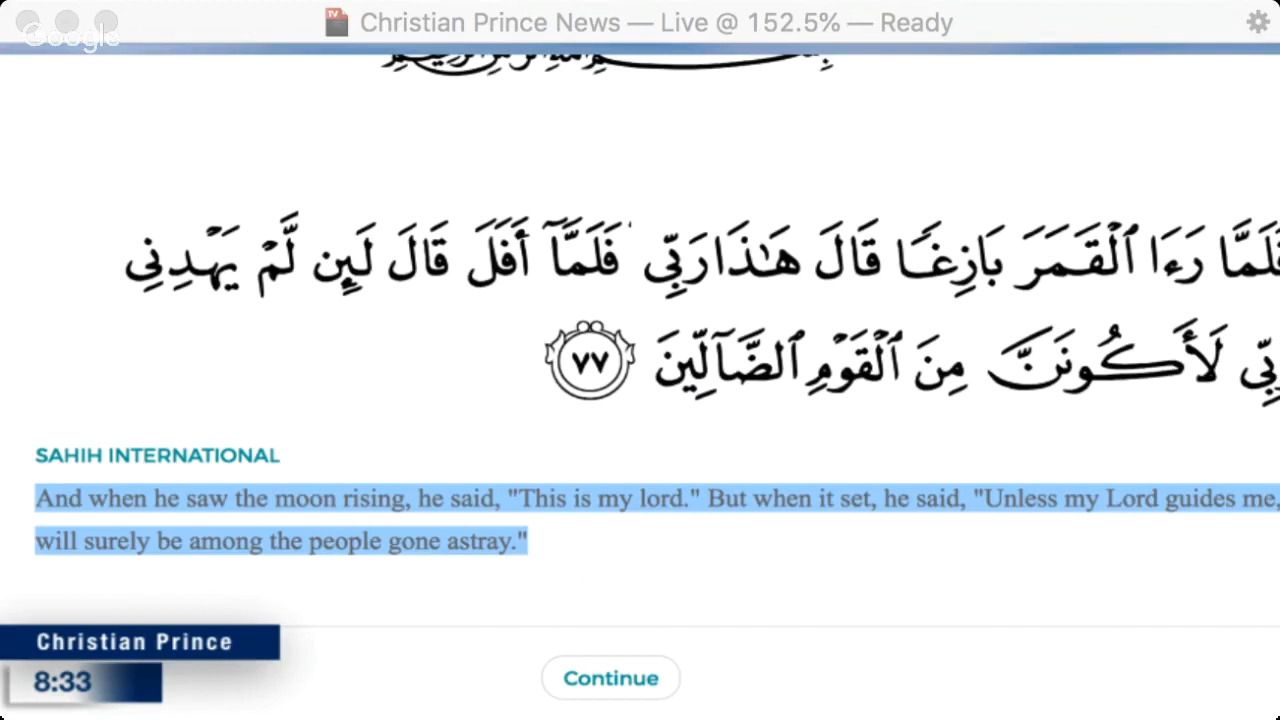 Christian Prince News — Live @ 152.5% — Ready
Google
فَلَمَّا رَءَا ٱلْقَمَرَ بَازِغًا قَالَ هَـٰذَا رَبِّى فَلَمَّآ أَفَلَ قَالَ لَئِن لَّمْ يَهْدِنِى
رَبِّى لَأَكُونَنَّ مِنَ ٱلْقَوْمِ ٱلضَّآلِّينَ ٧٧
SAHIH INTERNATIONAL
And when he saw the moon rising, he said, "This is my lord." But when it set, he said, "Unless my Lord guides me,
will surely be among the people gone astray."
Christian Prince
8:33
Continue